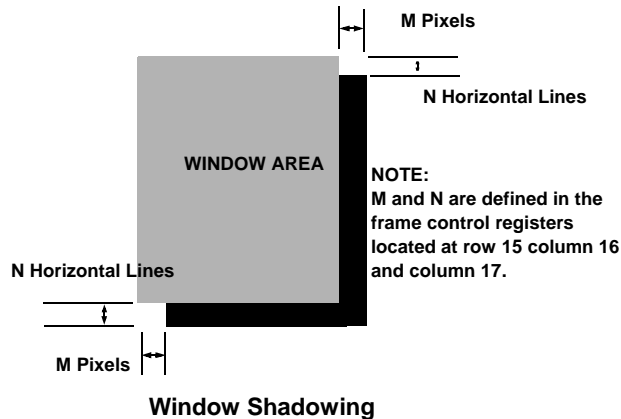 M Pixels
N Horizontal Lines
WINDOW AREA
NOTE:
M and N are defined in the
frame control registers
located at row 15 column 16
and column 17.
N Horizontal Lines
M Pixels
Window Shadowing